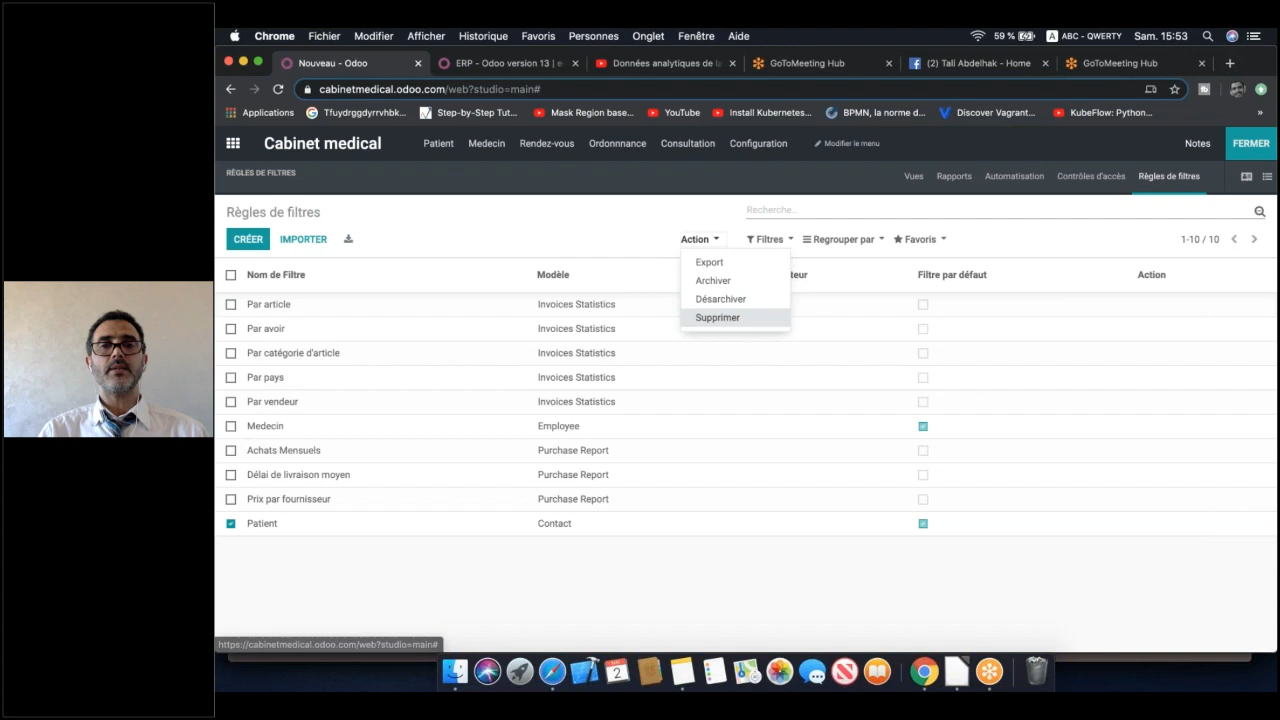 Chrome Fichier Modifier Afficher Historique Favoris Personnes Onglet Fenêtre Aide 59 % A ABC - QWERTY Sam. 15:53
Nouveau - Odoo ERP - Odoo version 13 | e Données analytiques de la GoToMeeting Hub (2) Tali Abdelhak - Home GoToMeeting Hub
cabinetmedical.odoo.com/web?studio=main#
Applications Tfuydrggdyrrvhbk... Step-by-Step Tut... Mask Region base... YouTube Install Kubernetes... BPMN, la norme d... Discover Vagrant... KubeFlow: Python... »
Cabinet medical Patient Medecin Rendez-vous Ordonnnance Consultation Configuration Modifier le menu Notes FERMER
RÈGLES DE FILTRES Vues Rapports Automatisation Contrôles d'accès Règles de filtres
Règles de filtres Recherche...
CRÉER IMPORTER Action Filtres Regrouper par Favoris 1-10 / 10
Export
Archiver
Désarchiver
Supprimer
Nom de Filtre Modèle teur Filtre par défaut Action
Par article Invoices Statistics
Par avoir Invoices Statistics
Par catégorie d'article Invoices Statistics
Par pays Invoices Statistics
Par vendeur Invoices Statistics
Medecin Employee
Achats Mensuels Purchase Report
Délai de livraison moyen Purchase Report
Prix par fournisseur Purchase Report
Patient Contact
https://cabinetmedical.odoo.com/web?studio=main#
2